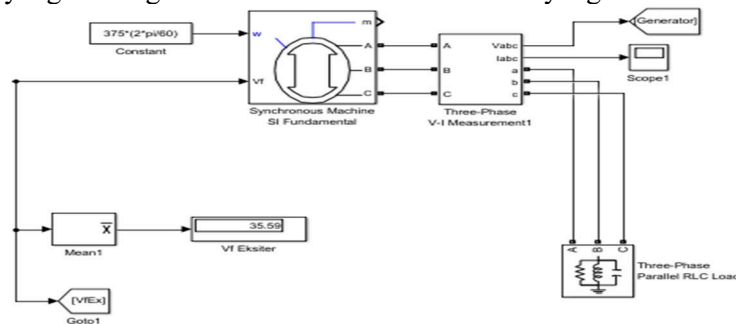 375*(2*pi/60)
Constant
w
Vf
m
A
B
C
Synchronous Machine
SI Fundamental
A
B
C
Vabc
Iabc
a
b
c
Three-Phase
V-I Measurement1
Generator]
Scope1
X
Mean1
35.59
Vf Eksiter
[VfEx]
Goto1
A
B
C
Three-Phase
Parallel RLC Load